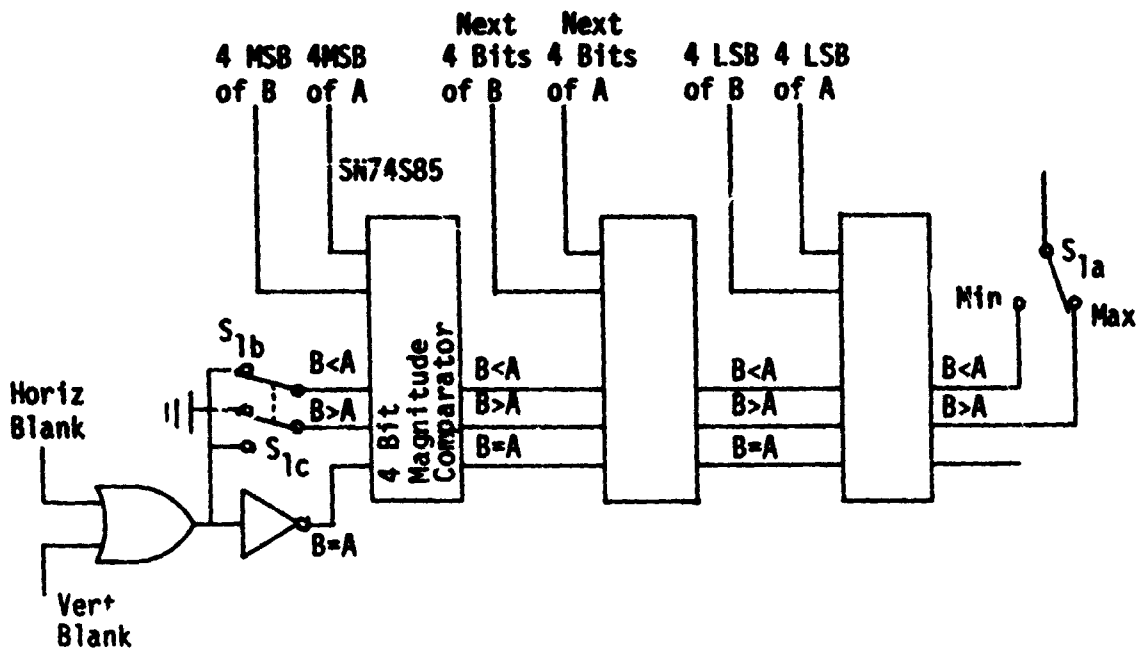 4 MSB
of B
4MSB
of A
Next
4 Bits
of B
Next
4 Bits
of A
4 LSB
of B
4 LSB
of A
SN74S85
S1a
Min
Max
S1b
B<A
B<A
B<A
B<A
Horiz
Blank
B>A
B>A
B>A
B>A
S1c
4 Bit
Magnitude
Comparator
B=A
B=A
B=A
Vert
Blank